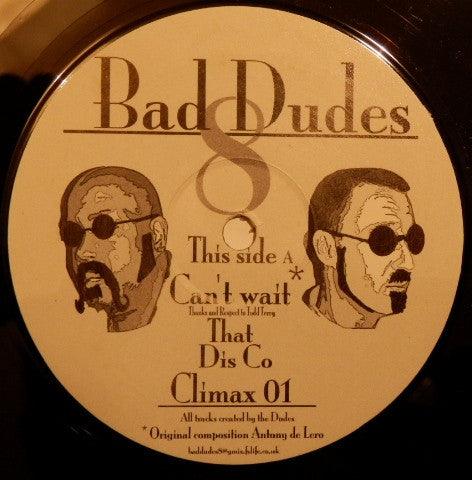 Bad Dudes
8
This side A
Can't wait *
Thanks and Respect to Todd Terry
That
Dis Co
Climax 01
All tracks created by the Dudes
* Original composition Antony de Lero